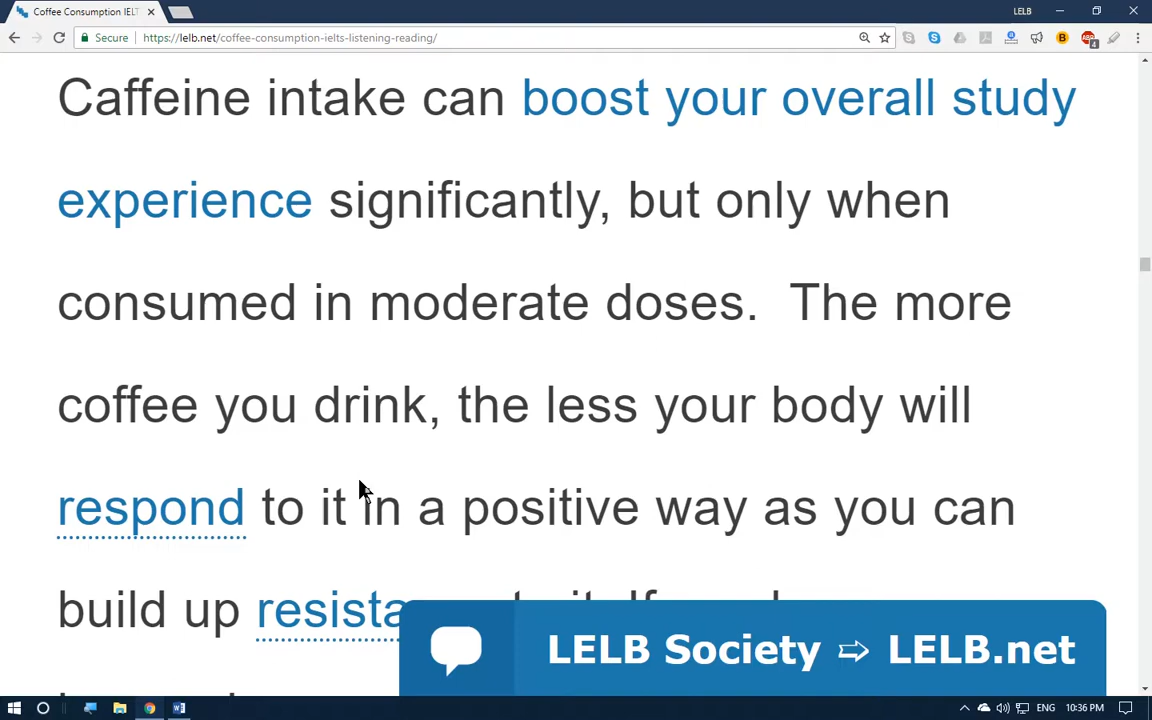 Coffee Consumption IELT
LELB
Secure
https://lelb.net/coffee-consumption-ielts-listening-reading/
Caffeine intake can boost your overall study
experience significantly, but only when
consumed in moderate doses.  The more
coffee you drink, the less your body will
respond to it in a positive way as you can
build up
LELB Society ➯ LELB.net
ENG
10:36 PM